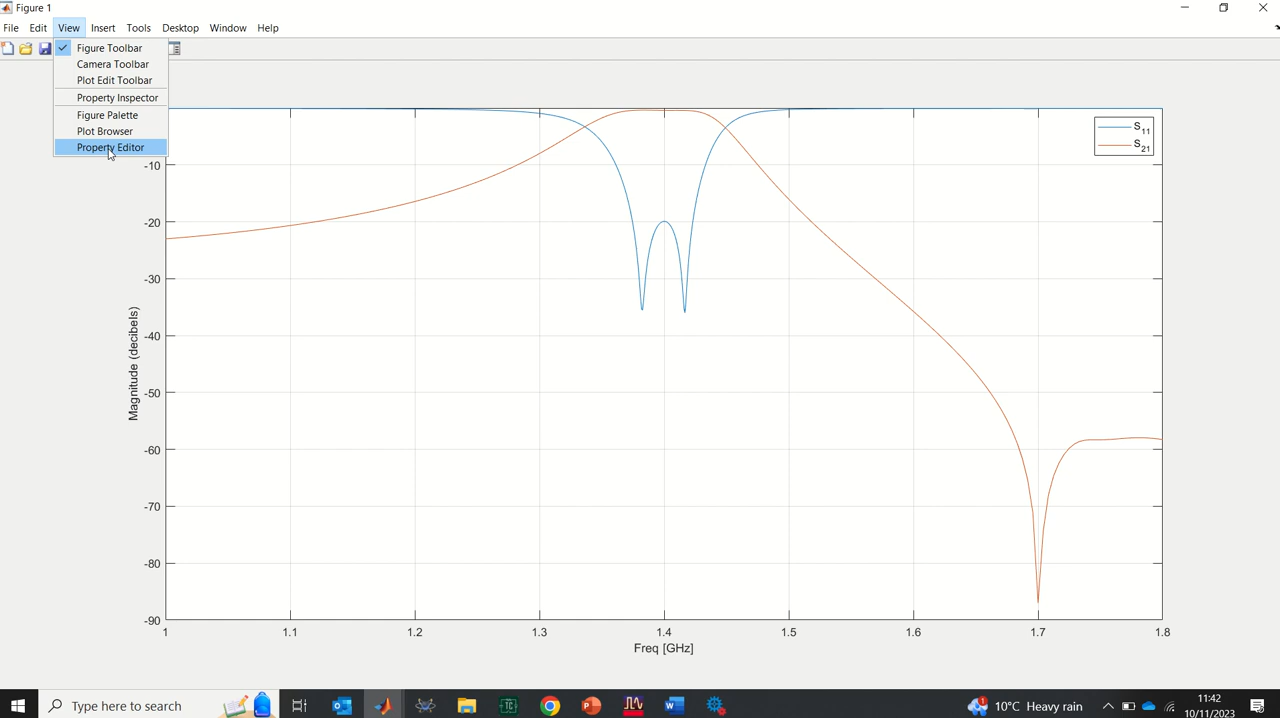 Figure 1
File Edit View Insert Tools Desktop Window Help
Figure Toolbar
Camera Toolbar
Plot Edit Toolbar
Property Inspector
Figure Palette
Plot Browser
Property Editor
S11
S21
-10
-20
-30
-40
-50
-60
-70
-80
-90
Magnitude (decibels)
1 1.1 1.2 1.3 1.4 1.5 1.6 1.7 1.8
Freq [GHz]
Type here to search
TC
W
1
10°C Heavy rain
11:42
10/11/2023